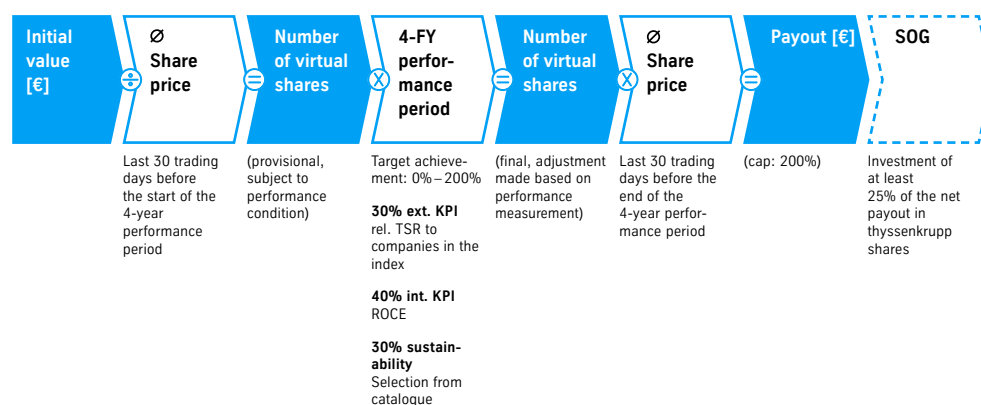 Initial
value
[€]
÷
Ø
Share
price
=
Number
of virtual
shares
X
4-FY
perfor-
mance
period
=
Number
of virtual
shares
X
Ø
Share
price
=
Payout [€]
SOG
Last 30 trading
days before
the start of the
4-year
performance
period
(provisional,
subject to
performance
condition)
Target achieve-
ment: 0%–200%
30% ext. KPI
rel. TSR to
companies in the
index
40% int. KPI
ROCE
30% sustain-
ability
Selection from
catalogue
(final, adjustment
made based on
performance
measurement)
Last 30 trading
days before the
end of the
4-year perfor-
mance period
(cap: 200%)
Investment of
at least
25% of the net
payout in
thyssenkrupp
shares